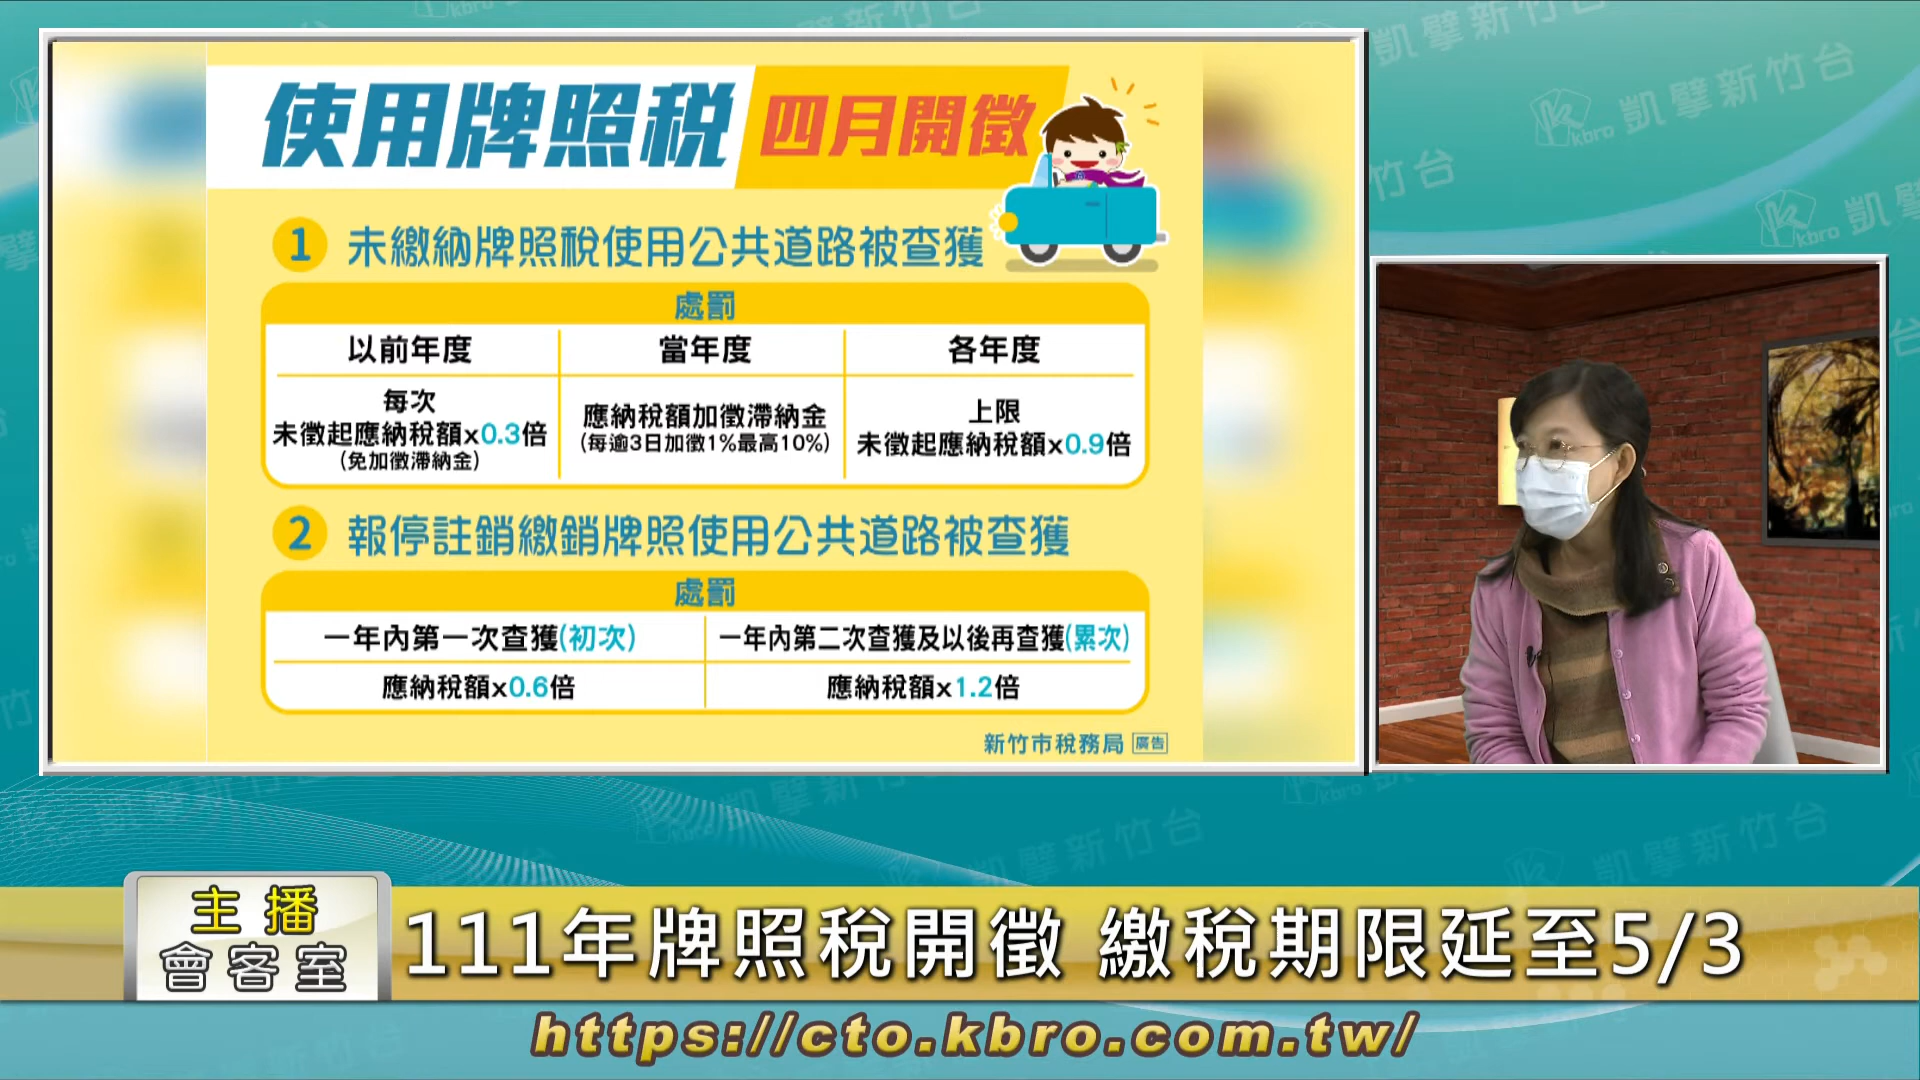 使用牌照稅 四月開徵
1 未繳納牌照稅使用公共道路被查獲
處罰
以前年度 當年度 各年度
每次
未徵起應納稅額x0.3倍
(免加徵滯納金)
應納稅額加徵滯納金
(每逾3日加徵1%最高10%)
上限
未徵起應納稅額x0.9倍
2 報停註銷繳銷牌照使用公共道路被查獲
處罰
一年內第一次查獲(初次) 一年內第二次查獲及以後再查獲(累次)
應納稅額x0.6倍 應納稅額x1.2倍
新竹市稅務局 廣告
kbro 凱擘新竹台
主播
會客室
111年牌照稅開徵 繳稅期限延至5/3
https://cto.kbro.com.tw/